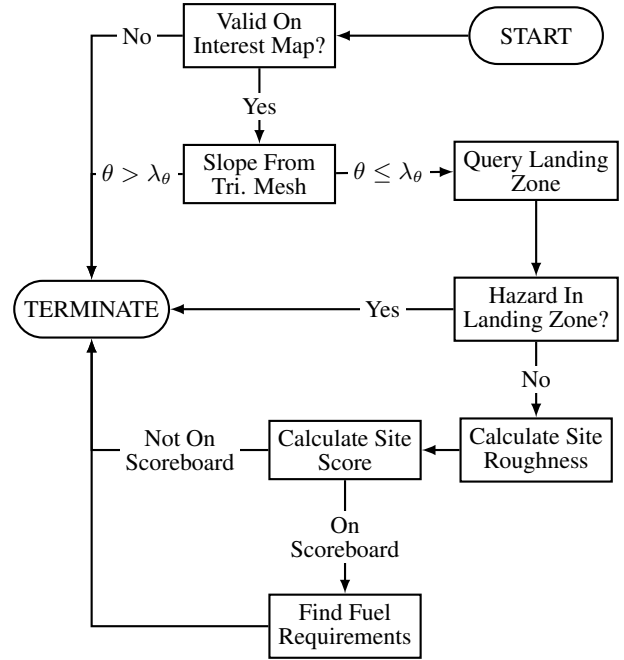 Valid On
Interest Map?
START
No
Yes
θ > λ_θ
Slope From
Tri. Mesh
θ ≤ λ_θ
Query Landing
Zone
TERMINATE
Yes
Hazard In
Landing Zone?
No
Not On
Scoreboard
Calculate Site
Score
Calculate Site
Roughness
On
Scoreboard
Find Fuel
Requirements